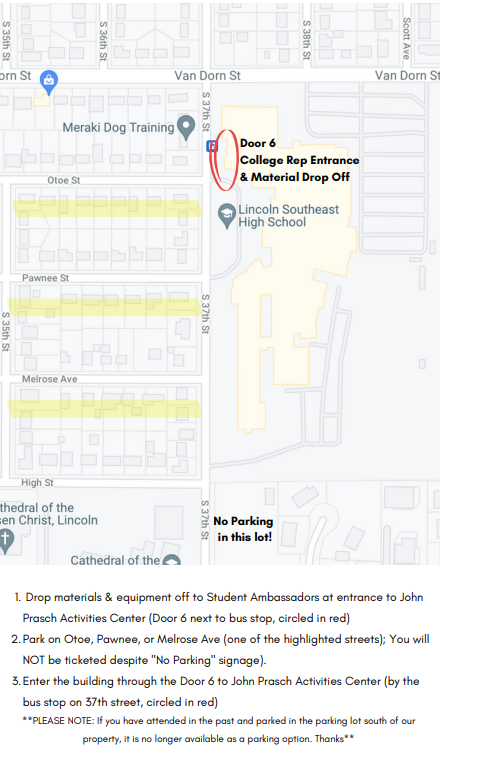 S 35th St
S 36th St
S 38th St
Scott Ave
orn St
Van Dorn St
Van Dorn St
S 37th St
Meraki Dog Training
Door 6
College Rep Entrance
& Material Drop Off
Otoe St
Lincoln Southeast
High School
Pawnee St
S 35th St
S 37th St
Melrose Ave
High St
thedral of the
sen Christ, Lincoln
S 37th St
No Parking
in this lot!
Cathedral of the
1. Drop materials & equipment off to Student Ambassadors at entrance to John
Prasch Activities Center (Door 6 next to bus stop, circled in red)
2. Park on Otoe, Pawnee, or Melrose Ave (one of the highlighted streets); You will
NOT be ticketed despite "No Parking" signage).
3. Enter the building through the Door 6 to John Prasch Activities Center (by the
bus stop on 37th street, circled in red)
**PLEASE NOTE: If you have attended in the past and parked in the parking lot south of our
property, it is no longer available as a parking option. Thanks**